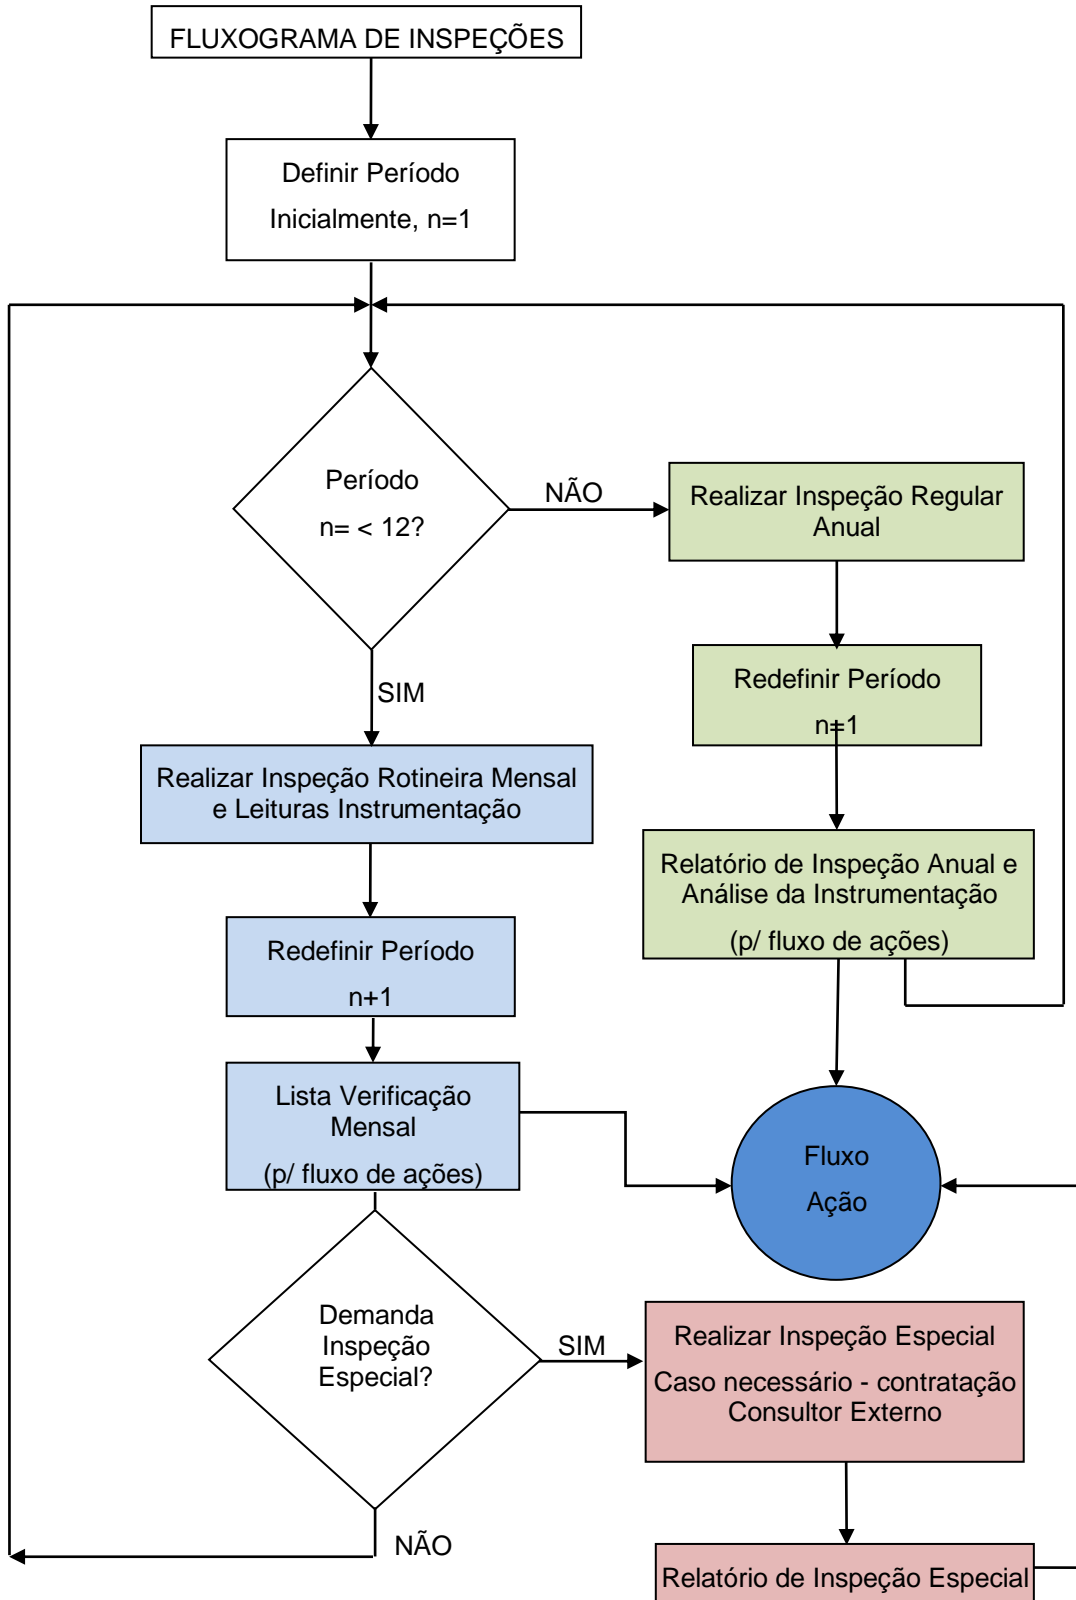 FLUXOGRAMA DE INSPEÇÕES
Definir Período
Inicialmente, n=1
Período
n= < 12?
NÃO
Realizar Inspeção Regular
Anual
SIM
Redefinir Período
n=1
Realizar Inspeção Rotineira Mensal
e Leituras Instrumentação
Relatório de Inspeção Anual e
Análise da Instrumentação
(p/ fluxo de ações)
Redefinir Período
n+1
Lista Verificação
Mensal
(p/ fluxo de ações)
Fluxo
Ação
Demanda
Inspeção
Especial?
SIM
Realizar Inspeção Especial
Caso necessário - contratação
Consultor Externo
NÃO
Relatório de Inspeção Especial